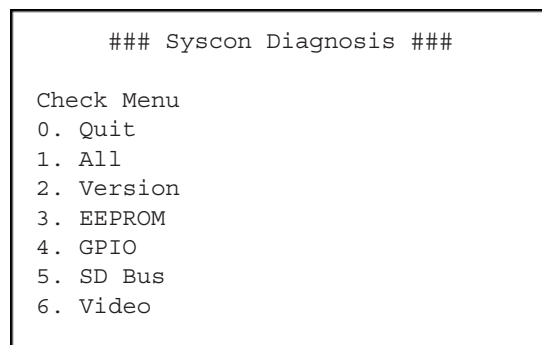 ### Syscon Diagnosis ###
Check Menu
0. Quit
1. All
2. Version
3. EEPROM
4. GPIO
5. SD Bus
6. Video